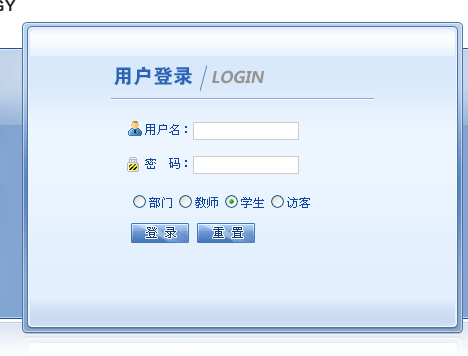 GY
用户登录 / LOGIN
用户名：
密 码：
部门 教师 学生 访客
登 录 重 置